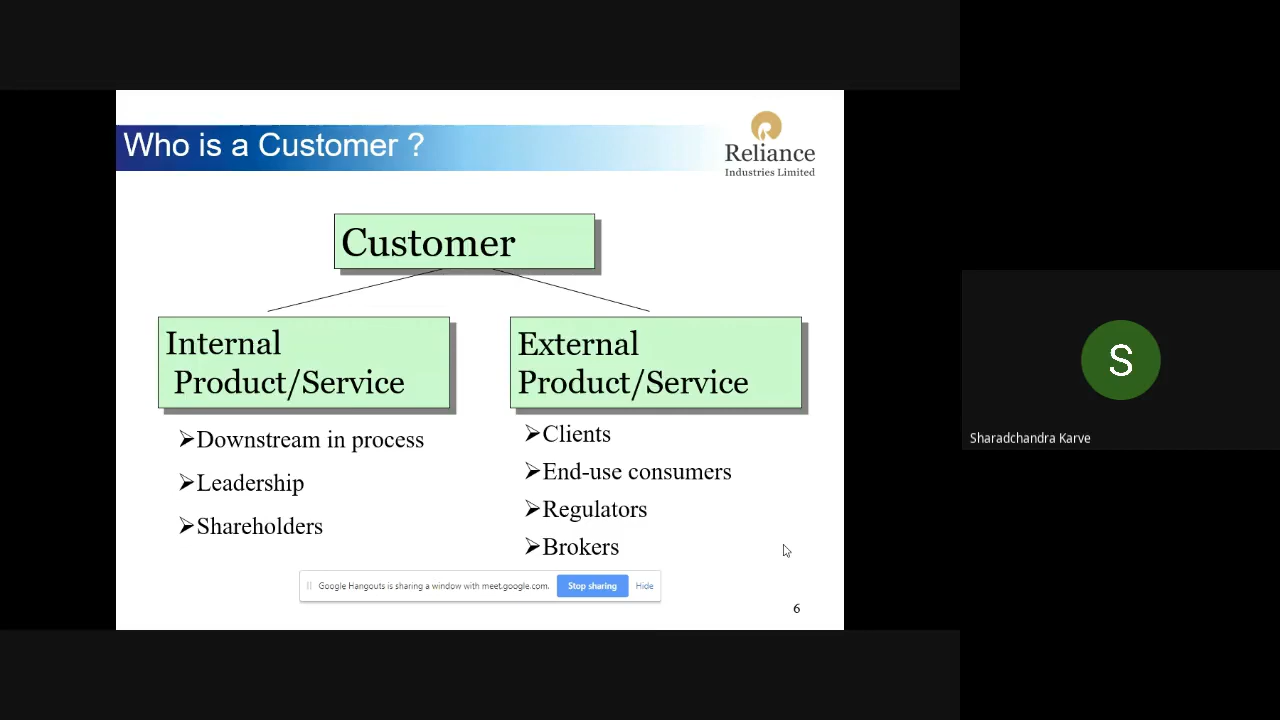 Who is a Customer ?
Reliance
Industries Limited
Customer
Internal
Product/Service
External
Product/Service
➢Downstream in process
➢Leadership
➢Shareholders
➢Clients
➢End-use consumers
➢Regulators
➢Brokers
Google Hangouts is sharing a window with meet.google.com. Stop sharing Hide
6
S
Sharadchandra Karve